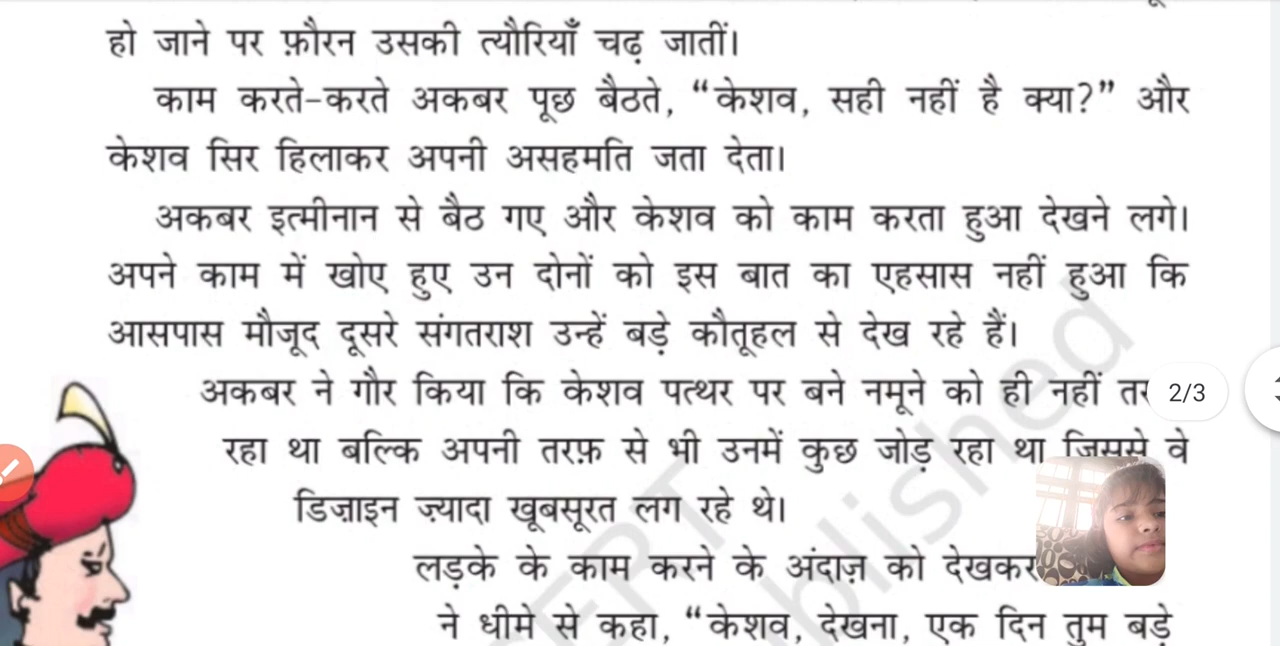 हो जाने पर फ़ौरन उसकी त्यौरियाँ चढ़ जातीं।
काम करते-करते अकबर पूछ बैठते, “केशव, सही नहीं है क्या?” और
केशव सिर हिलाकर अपनी असहमति जता देता।
अकबर इत्मीनान से बैठ गए और केशव को काम करता हुआ देखने लगे।
अपने काम में खोए हुए उन दोनों को इस बात का एहसास नहीं हुआ कि
आसपास मौजूद दूसरे संगतराश उन्हें बड़े कौतूहल से देख रहे हैं।
अकबर ने गौर किया कि केशव पत्थर पर बने नमूने को ही नहीं 2/3
रहा था बल्कि अपनी तरफ़ से भी उनमें कुछ जोड़ रहा था जिससे वे
डिज़ाइन ज़्यादा खूबसूरत लग रहे थे।
लड़के के काम करने के अंदाज़ को देखकर
ने धीमे से कहा, “केशव, देखना, एक दिन तुम बड़े